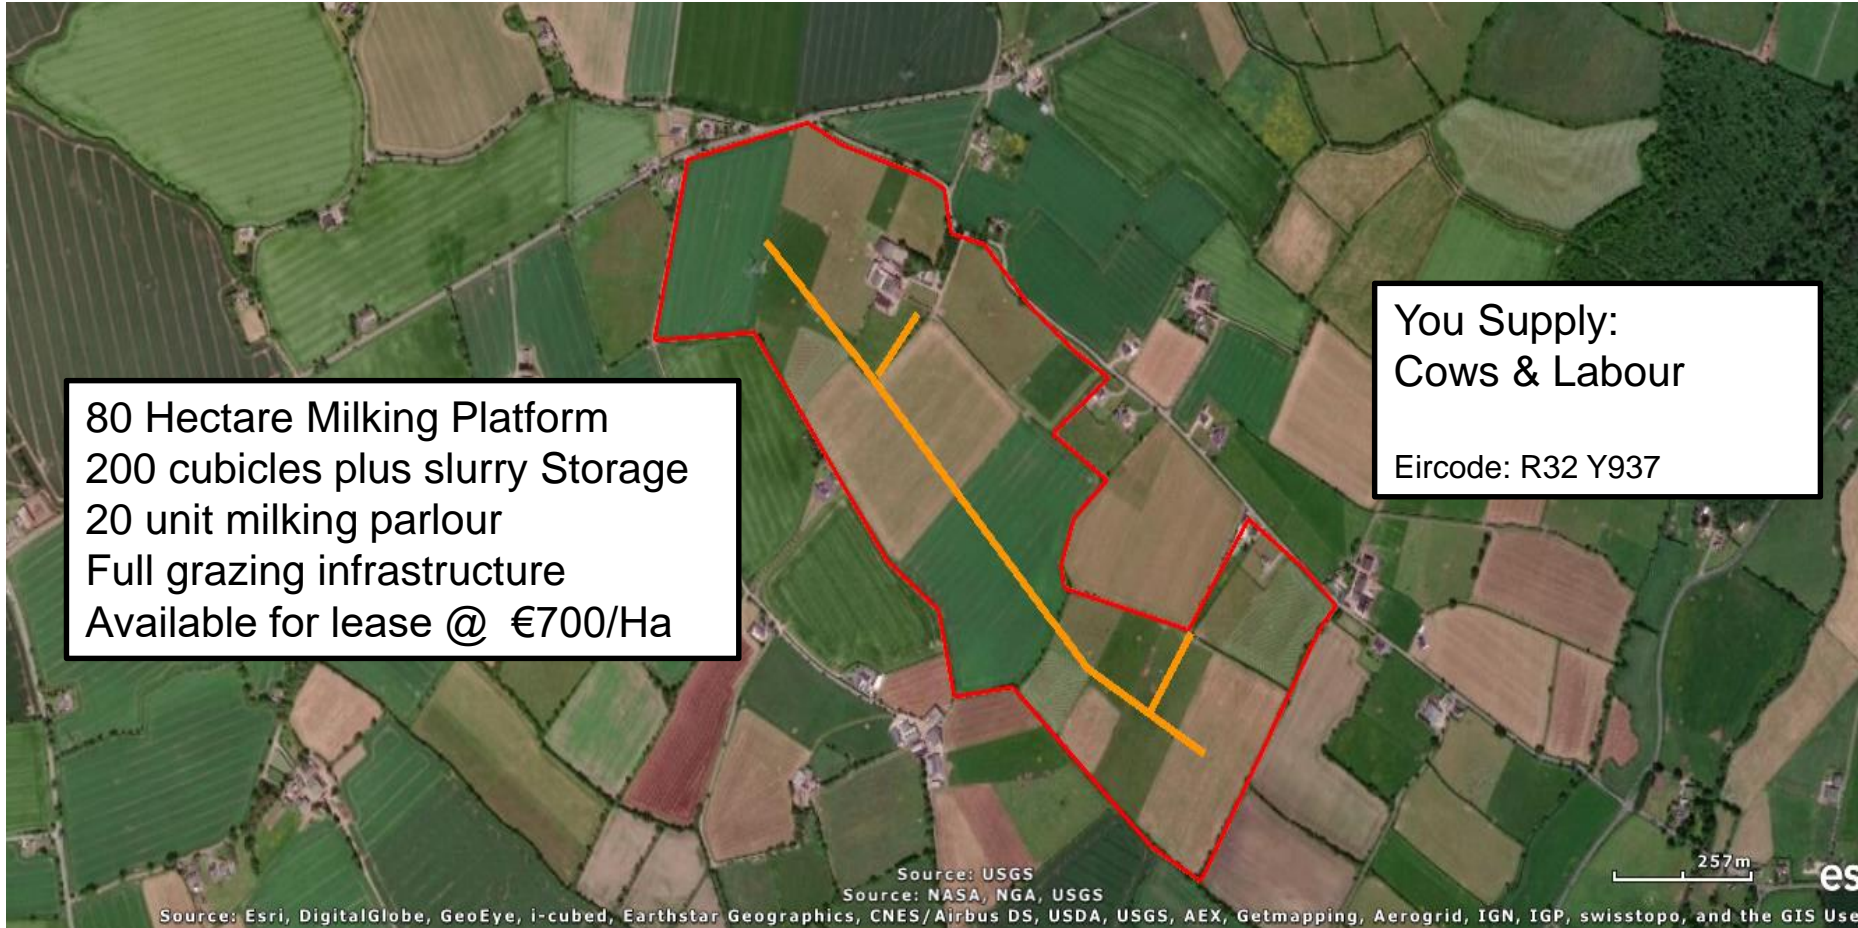 80 Hectare Milking Platform
200 cubicles plus slurry Storage
20 unit milking parlour
Full grazing infrastructure
Available for lease @ €700/Ha
You Supply:
Cows & Labour
Eircode: R32 Y937
257m
es
Source: USGS
Source: NASA, NGA, USGS
Source: Esri, DigitalGlobe, GeoEye, i-cubed, Earthstar Geographics, CNES/Airbus DS, USDA, USGS, AEX, Getmapping, Aerogrid, IGN, IGP, swisstopo, and the GIS Use